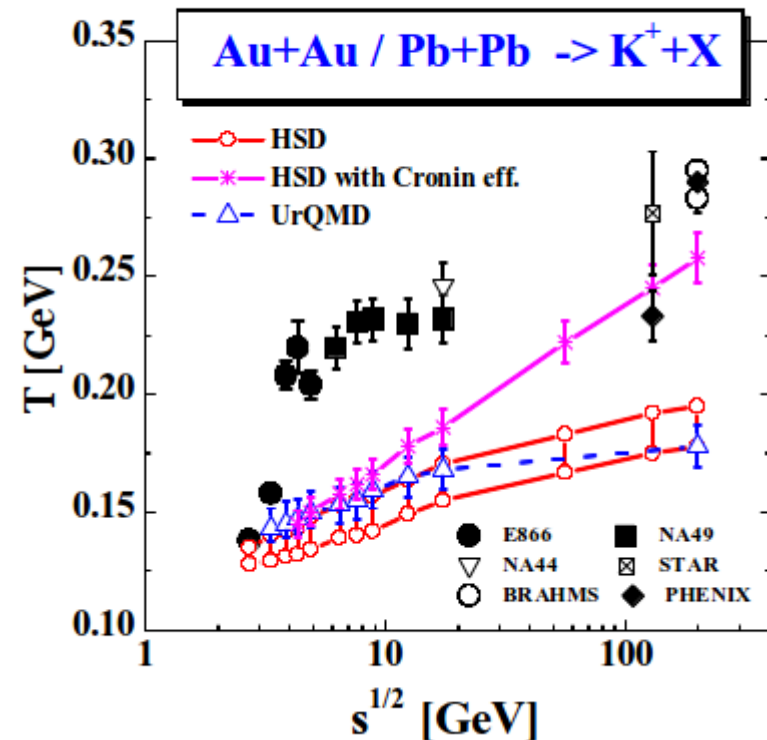 Au+Au / Pb+Pb -> K⁺+X
0.35
0.30
0.25
0.20
0.15
0.10
T [GeV]
HSD
HSD with Cronin eff.
UrQMD
E866 NA49
NA44 STAR
BRAHMS PHENIX
1 10 100
s^{1/2} [GeV]